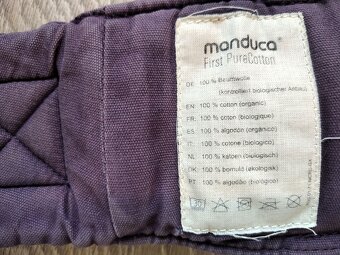 manduca®
First PureCotton
DE: 100 % Baumwolle
(kontrolliert biologischer Anbau)
EN: 100 % cotton (organic)
FR: 100 % coton (biologique)
ES: 100 % algodón (orgánico)
IT: 100 % cotone (biologico)
NL: 100 % katoen (biologisch)
DK: 100 % bomuld (økologisk)
PT: 100 % algodão (biológico)